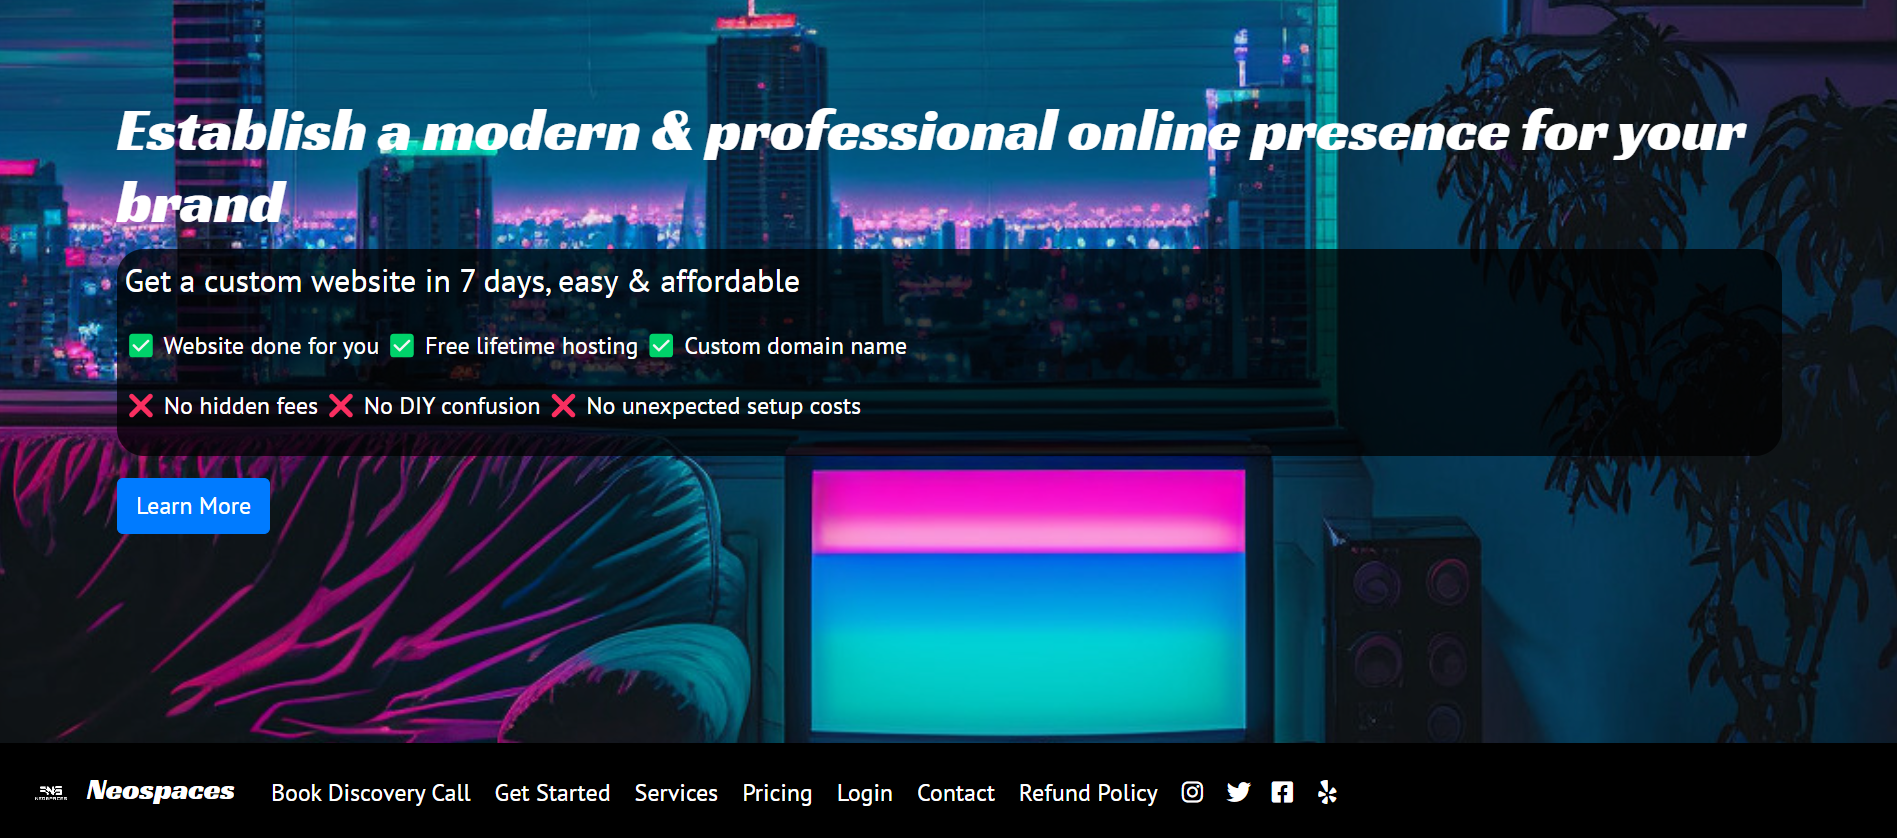 Establish a modern & professional online presence for your
brand
Get a custom website in 7 days, easy & affordable
✅ Website done for you ✅ Free lifetime hosting ✅ Custom domain name
❌ No hidden fees ❌ No DIY confusion ❌ No unexpected setup costs
Learn More
NEOSPACES Neospaces Book Discovery Call Get Started Services Pricing Login Contact Refund Policy